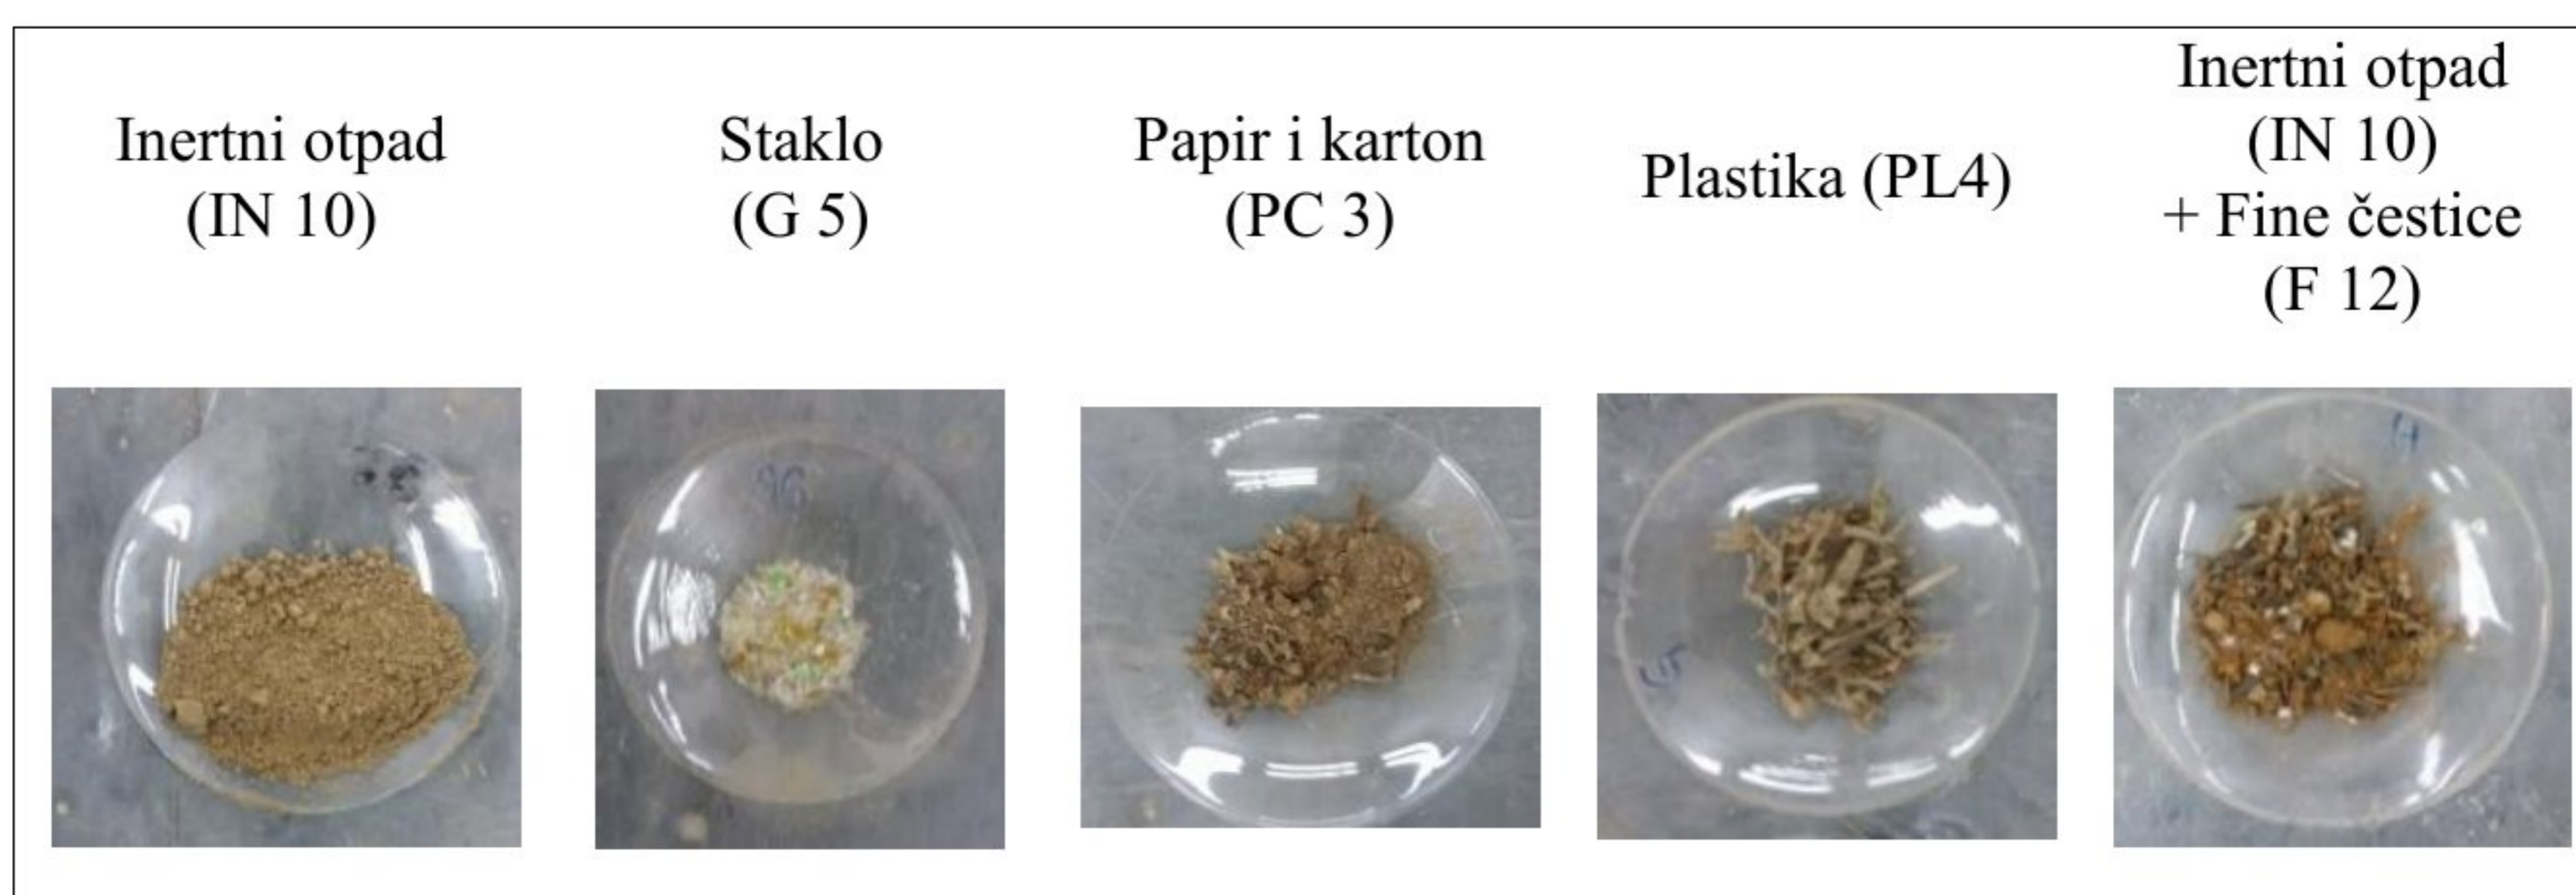 Inertni otpad
(IN 10)
Staklo
(G 5)
Papir i karton
(PC 3)
Plastika (PL4)
Inertni otpad
(IN 10)
+ Fine čestice
(F 12)